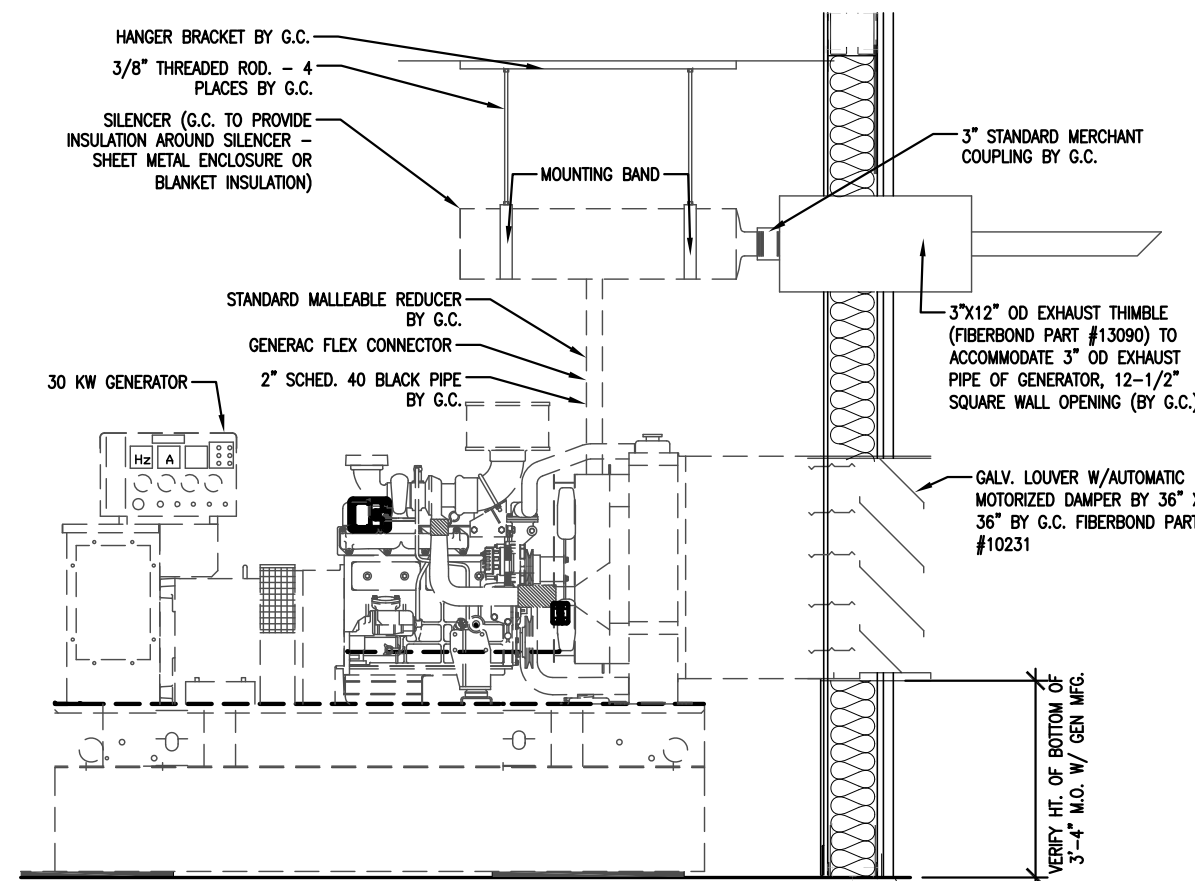 HANGER BRACKET BY G.C.
3/8" THREADED ROD. – 4
PLACES BY G.C.
SILENCER (G.C. TO PROVIDE
INSULATION AROUND SILENCER –
SHEET METAL ENCLOSURE OR
BLANKET INSULATION)
MOUNTING BAND
3" STANDARD MERCHANT
COUPLING BY G.C.
STANDARD MALLEABLE REDUCER
BY G.C.
GENERAC FLEX CONNECTOR
2" SCHED. 40 BLACK PIPE
BY G.C.
30 KW GENERATOR
Hz A
3"X12" OD EXHAUST THIMBLE
(FIBERBOND PART #13090) TO
ACCOMMODATE 3" OD EXHAUST
PIPE OF GENERATOR, 12-1/2"
SQUARE WALL OPENING (BY G.C.)
GALV. LOUVER W/AUTOMATIC
MOTORIZED DAMPER BY 36" X
36" BY G.C. FIBERBOND PART
#10231
VERIFY HT. OF BOTTOM OF
3'-4" M.O. W/ GEN MFG.